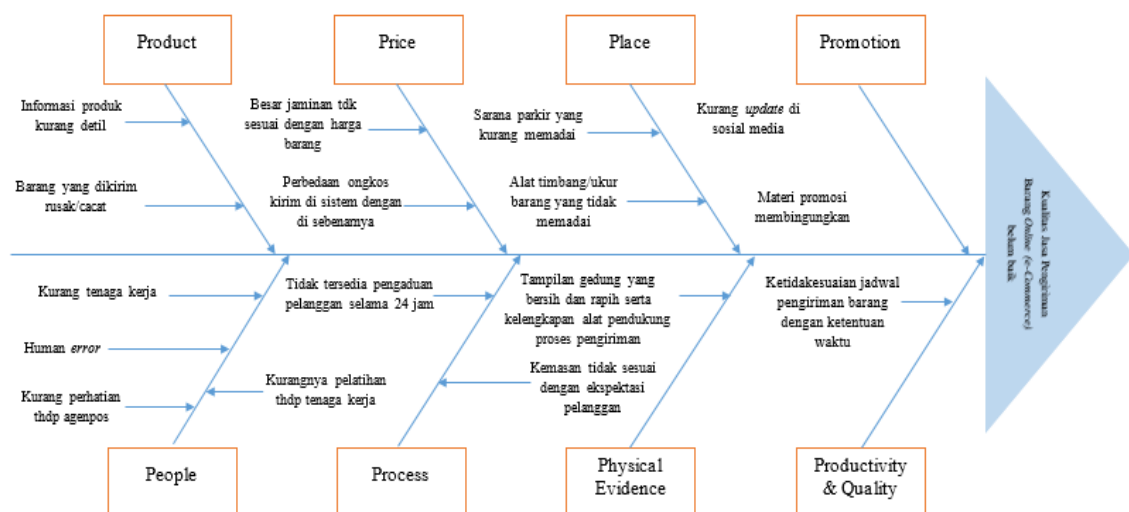 Product
Price
Place
Promotion
Informasi produk
kurang detil
Besar jaminan tdk
sesuai dengan harga
barang
Sarana parkir yang
kurang memadai
Kurang update di
sosial media
Barang yang dikirim
rusak/cacat
Perbedaan ongkos
kirim di sistem dengan
di sebenarnya
Alat timbang/ukur
barang yang tidak
memadai
Materi promosi
membingungkan
Kualitas Jasa Pengiriman
Barang Online (e-Commerce)
belum baik
Kurang tenaga kerja
Tidak tersedia pengaduan
pelanggan selama 24 jam
Tampilan gedung yang
bersih dan rapih serta
kelengkapan alat pendukung
proses pengiriman
Ketidakesuaian jadwal
pengiriman barang
dengan ketentuan
waktu
Human error
Kurang perhatian
thdp agenpos
Kurangnya pelatihan
thdp tenaga kerja
Kemasan tidak sesuai
dengan ekspektasi
pelanggan
People
Process
Physical
Evidence
Productivity
& Quality